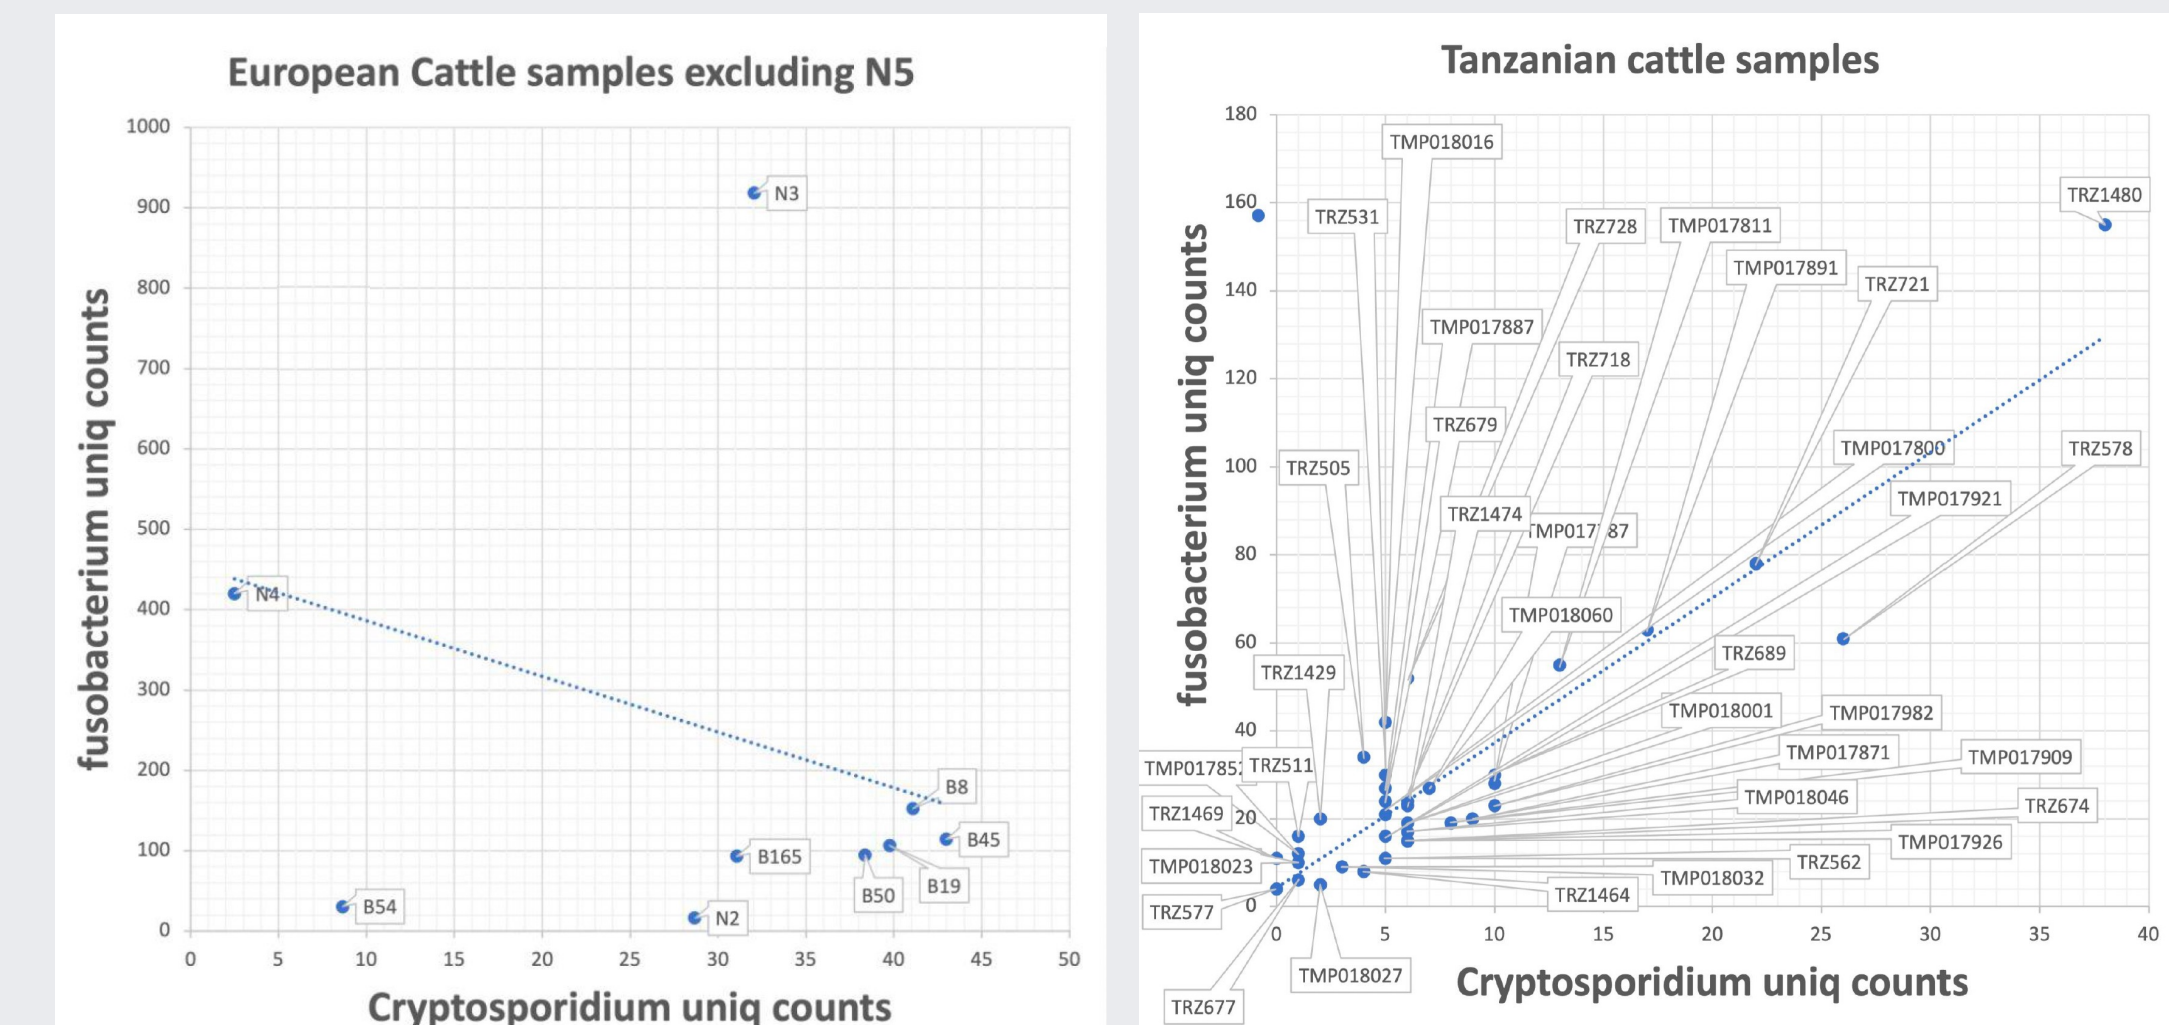 European Cattle samples excluding N5
fusobacterium uniq counts
1000
900
800
700
600
500
400
300
200
100
0
N3
N4
B8
B45
B165
B19
B50
B54
N2
0 5 10 15 20 25 30 35 40 45 50
Cryptosporidium uniq counts
Tanzanian cattle samples
fusobacterium uniq counts
180
160
140
120
100
80
60
40
20
0
TMP018016
TRZ1480
TRZ531
TRZ728
TMP017811
TMP017891
TRZ721
TMP017887
TRZ718
TRZ679
TMP017800
TRZ578
TRZ505
TMP017921
TRZ1474
TMP018060
TRZ689
TRZ1429
TMP018001
TMP017982
TMP017871
TMP017909
TMP017852
TRZ511
TMP018046
TRZ674
TRZ1469
TMP017926
TMP018023
TRZ562
TMP018032
TRZ1464
TRZ577
TMP018027
TRZ677
0 5 10 15 20 25 30 35 40
Cryptosporidium uniq counts